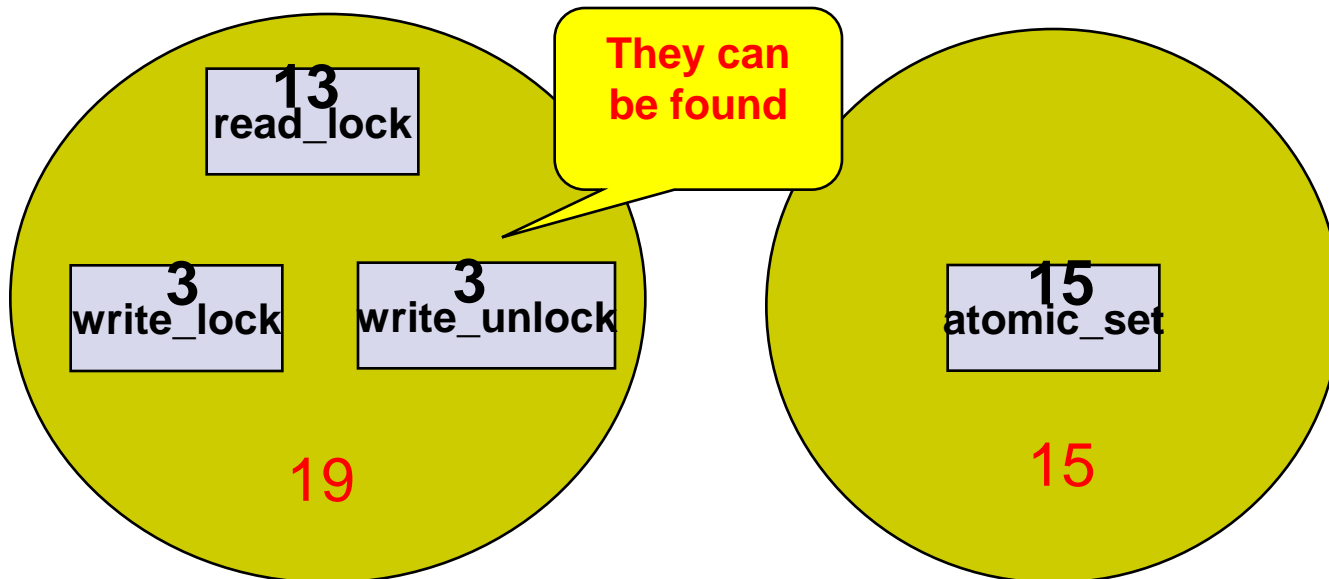 They can
be found
13
read_lock
3
write_lock
3
write_unlock
19
15
atomic_set
15